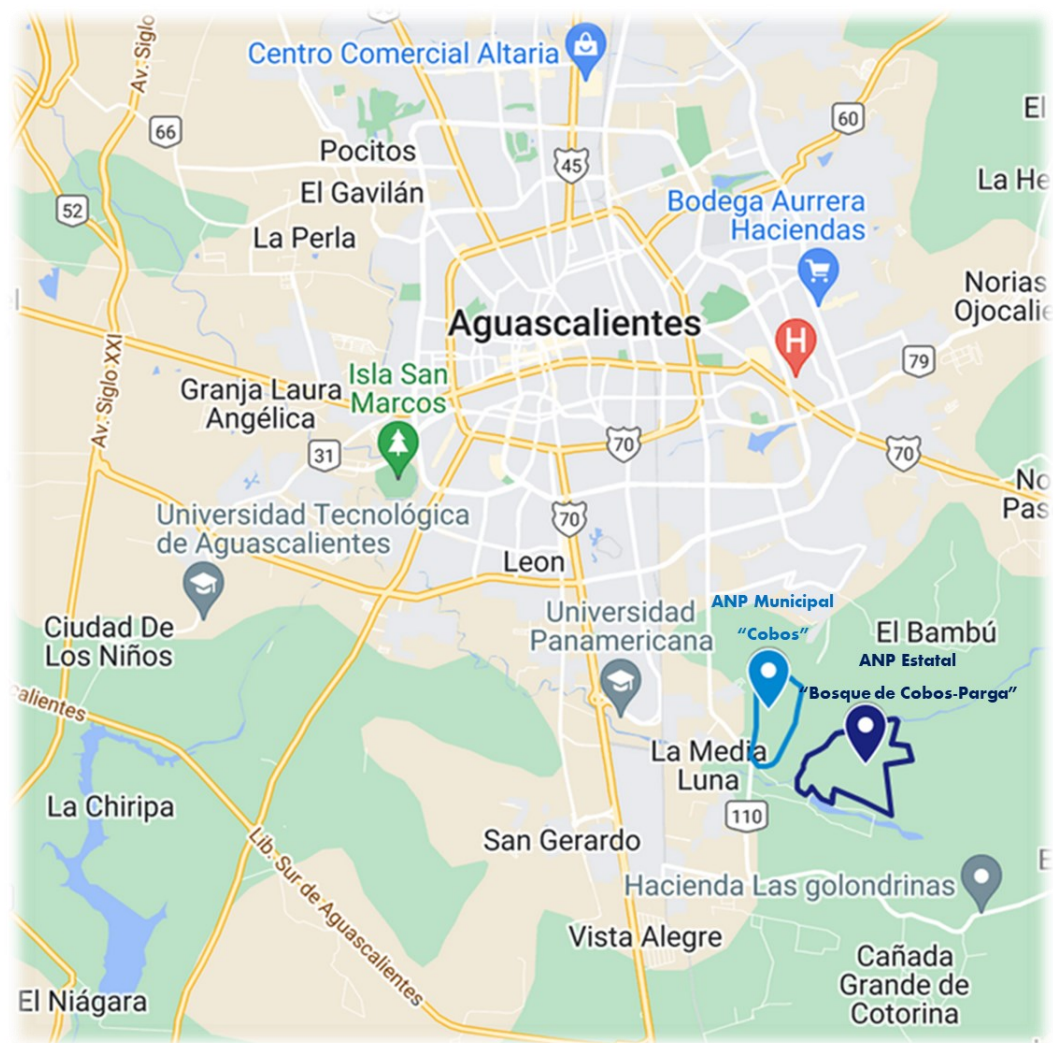 Av. Siglo
Centro Comercial Altaria
60
El
66
Pocitos
45
El Gavilán
La He
52
Bodega Aurrera
Haciendas
La Perla
Norias
Ojocalie
Aguascalientes
H
Av. Siglo XXI
79
Isla San
Marcos
Granja Laura
Angélica
31
70
70
No
Pas
Universidad Tecnológica
de Aguascalientes
70
Leon
ANP Municipal
"Cobos"
Universidad
Panamericana
El Bambú
Ciudad De
Los Niños
ANP Estatal
"Bosque de Cobos-Parga"
calientes
La Media
Luna
La Chiripa
110
San Gerardo
Lib. Sur de Aguascalientes
Hacienda Las golondrinas
E
Vista Alegre
Cañada
Grande de
Cotorina
El Niágara